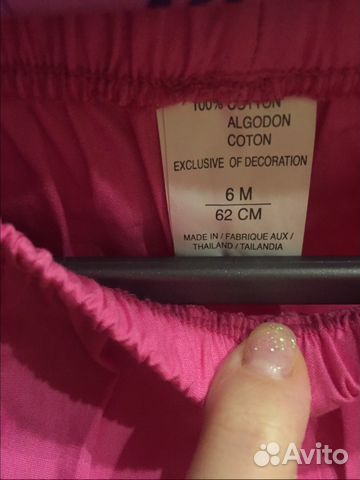 100% COTTON
ALGODON
COTON
EXCLUSIVE OF DECORATION
6 M
62 CM
MADE IN / FABRIQUE AUX /
THAILAND / TAILANDIA
Avito